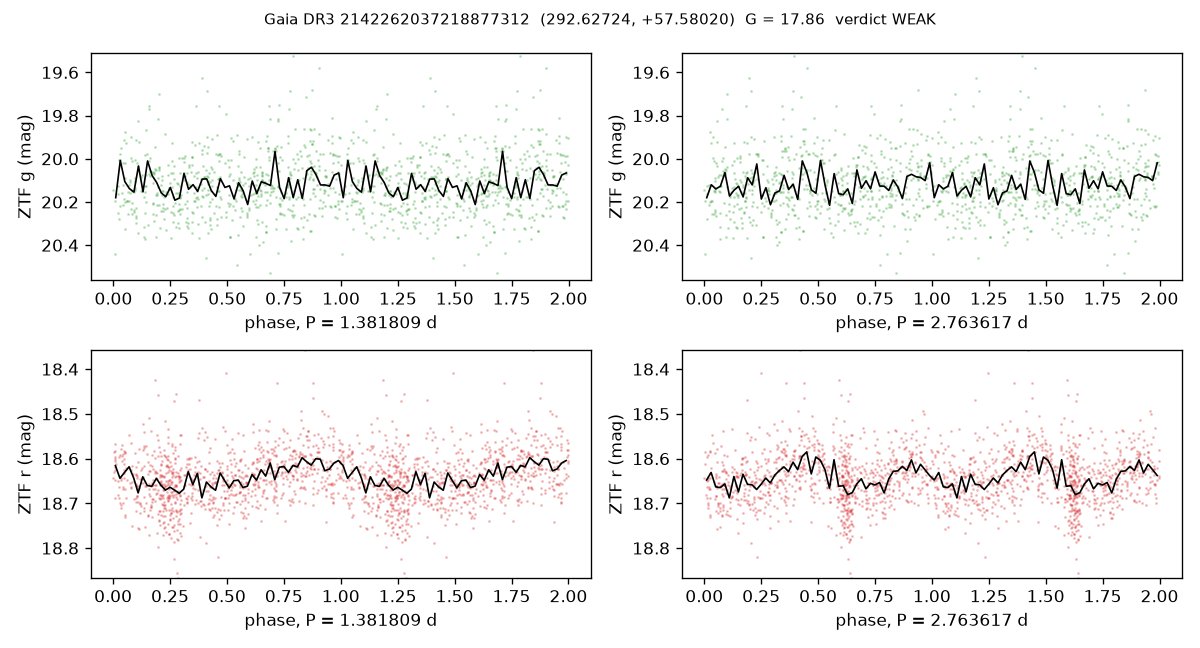 Gaia DR3 2142262037218877312 (292.62724, +57.58020) G = 17.86 verdict WEAK
ZTF g (mag)
19.6
19.8
20.0
20.2
20.4
0.00 0.25 0.50 0.75 1.00 1.25 1.50 1.75 2.00
phase, P = 1.381809 d
ZTF g (mag)
19.6
19.8
20.0
20.2
20.4
0.00 0.25 0.50 0.75 1.00 1.25 1.50 1.75 2.00
phase, P = 2.763617 d
ZTF r (mag)
18.4
18.5
18.6
18.7
18.8
0.00 0.25 0.50 0.75 1.00 1.25 1.50 1.75 2.00
phase, P = 1.381809 d
ZTF r (mag)
18.4
18.5
18.6
18.7
18.8
0.00 0.25 0.50 0.75 1.00 1.25 1.50 1.75 2.00
phase, P = 2.763617 d